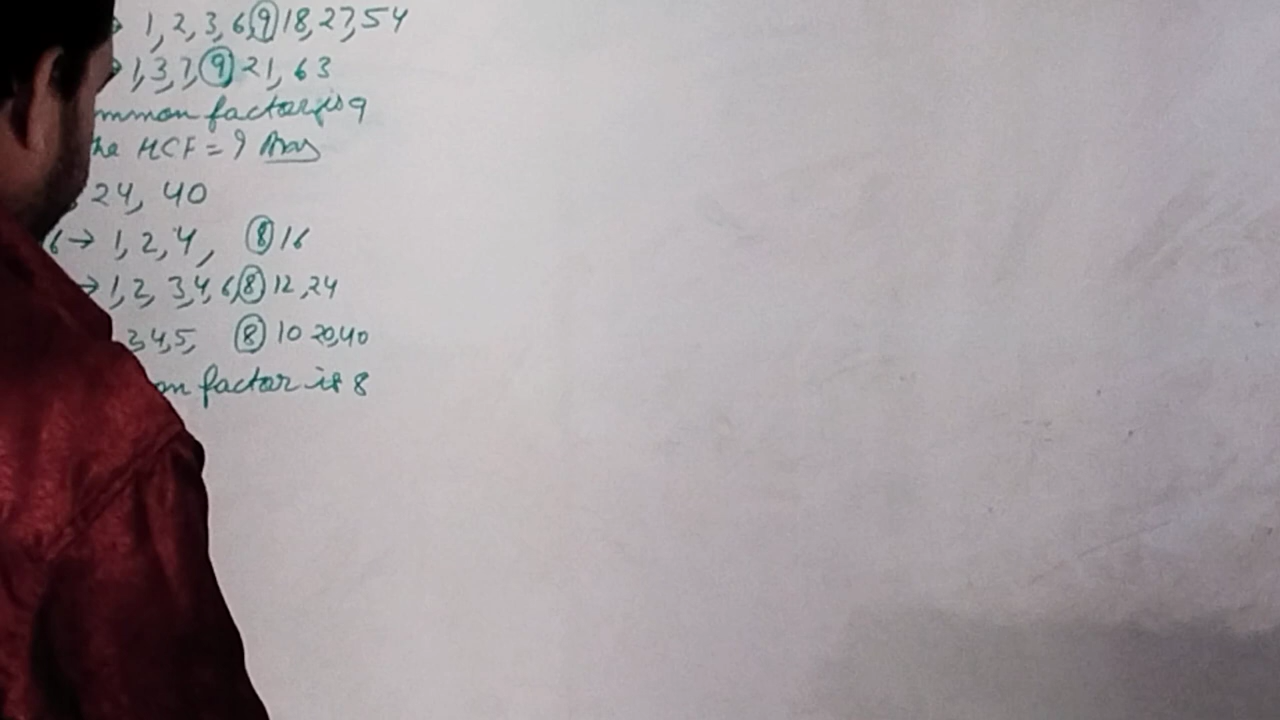 → 1, 2, 3, 6, 9 18, 27, 54
→ 1, 3, 7, 9 21, 63
mmon factor is 9
he HCF = 9 Ans
24, 40
6 → 1, 2, 4, 8 16
→ 1, 2, 3, 4, 6, 8 12, 24
3, 4, 5, 8 10 20, 40
on factor is 8